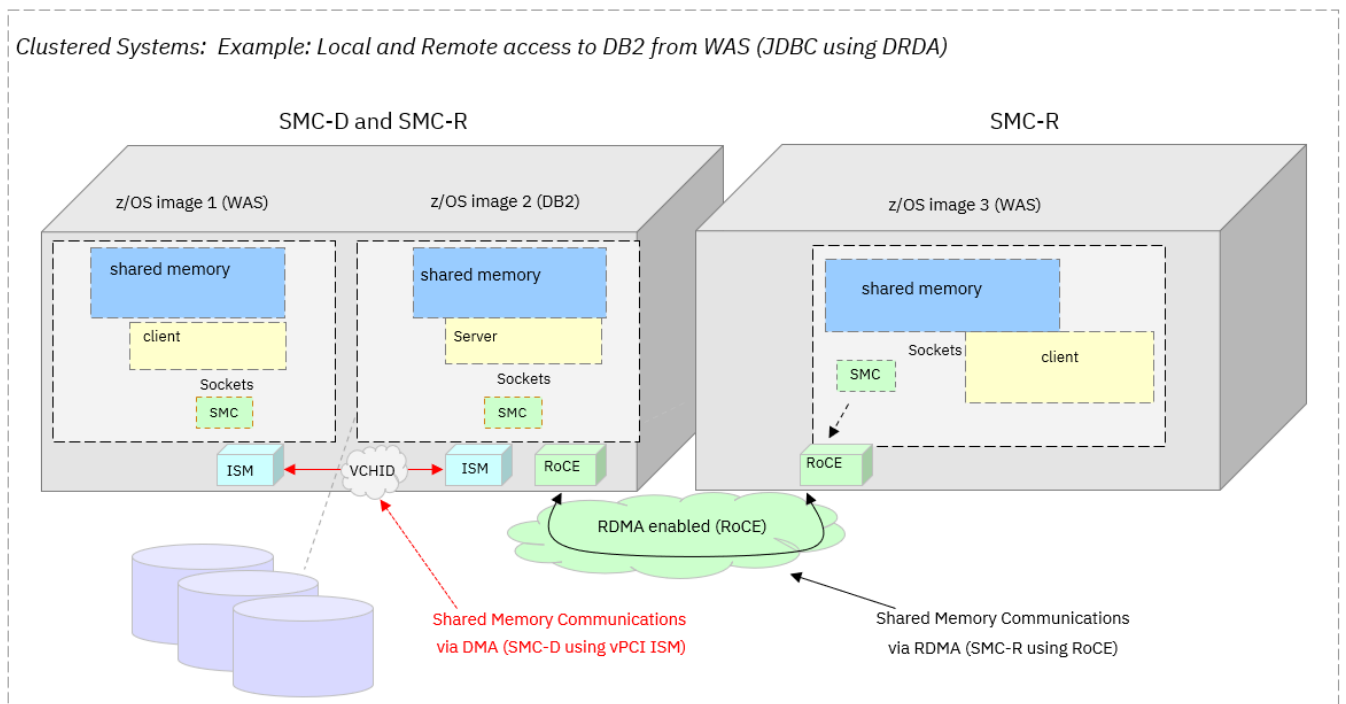 Clustered Systems: Example: Local and Remote access to DB2 from WAS (JDBC using DRDA)
SMC-D and SMC-R
SMC-R
z/OS image 1 (WAS)
z/OS image 2 (DB2)
z/OS image 3 (WAS)
shared memory
client
Sockets
SMC
shared memory
Server
Sockets
SMC
shared memory
Sockets
client
SMC
ISM
VCHID
ISM
RoCE
RoCE
RDMA enabled (RoCE)
Shared Memory Communications
via DMA (SMC-D using vPCI ISM)
Shared Memory Communications
via RDMA (SMC-R using RoCE)